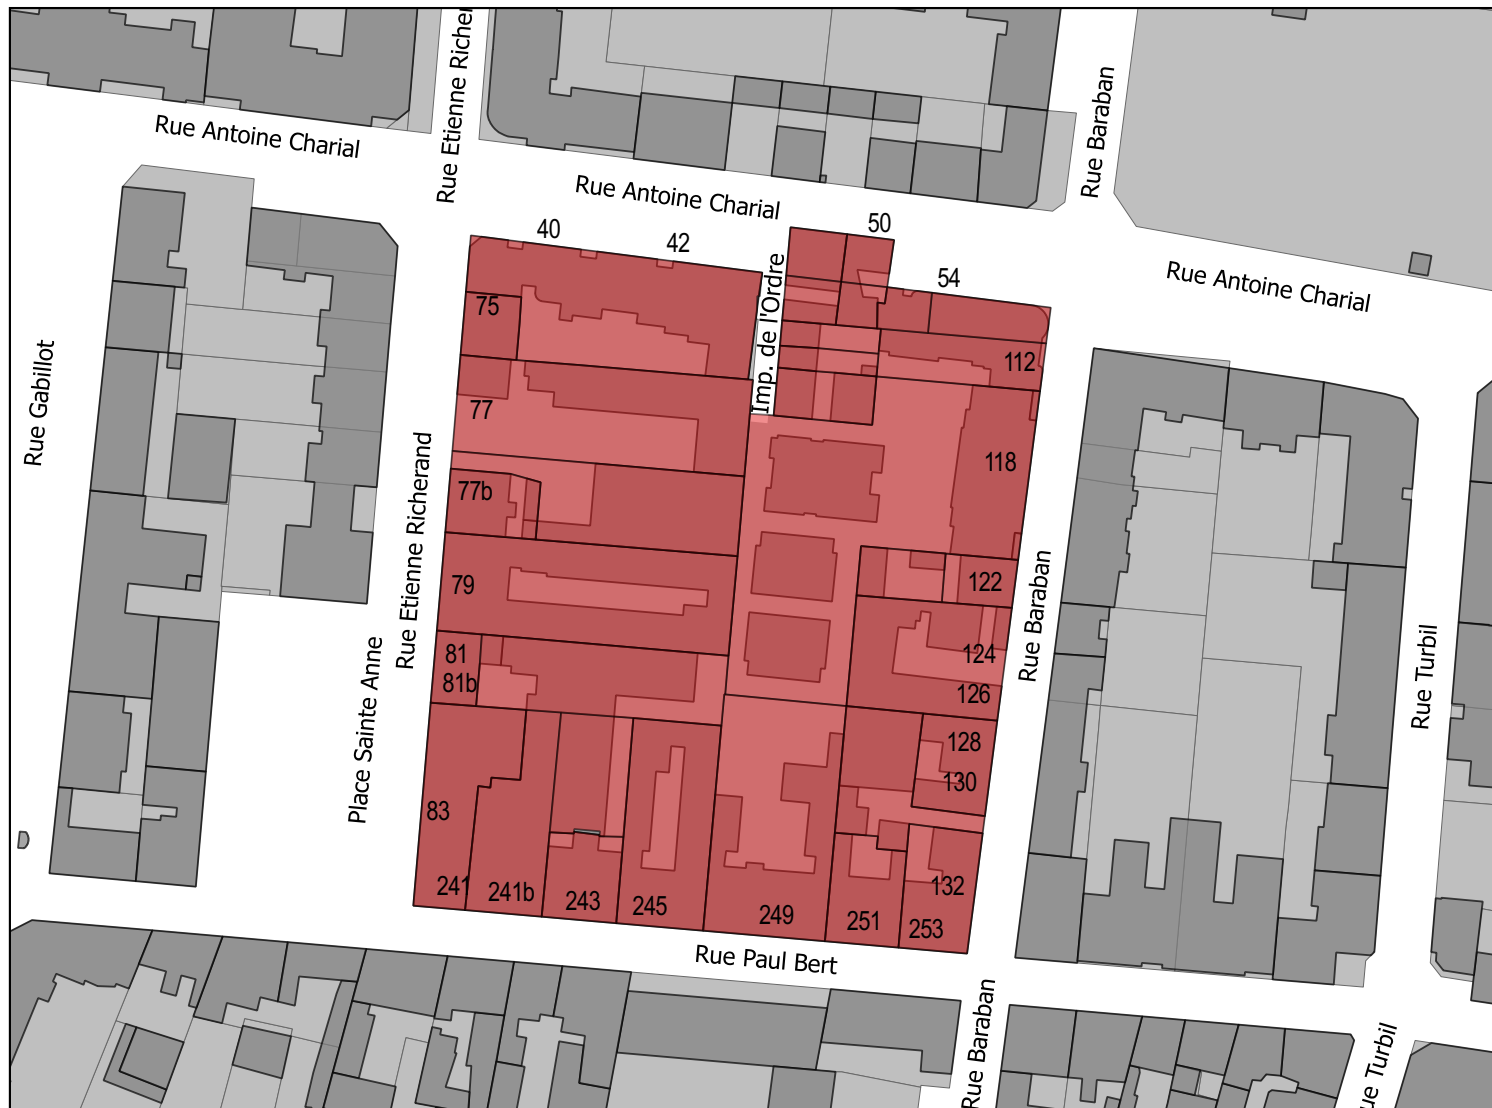 Rue Etienne Richer
Rue Baraban
Rue Antoine Charial
Rue Antoine Charial
50
40
42
54
Rue Antoine Charial
Imp. de l'Ordre
75
112
Rue Gabillot
77
118
77b
Rue Etienne Richerand
79
122
Rue Baraban
81
124
81b
126
Rue Turbil
Place Sainte Anne
128
130
83
241
241b
243
245
249
251
132
253
Rue Paul Bert
Rue Baraban
ue Turbil